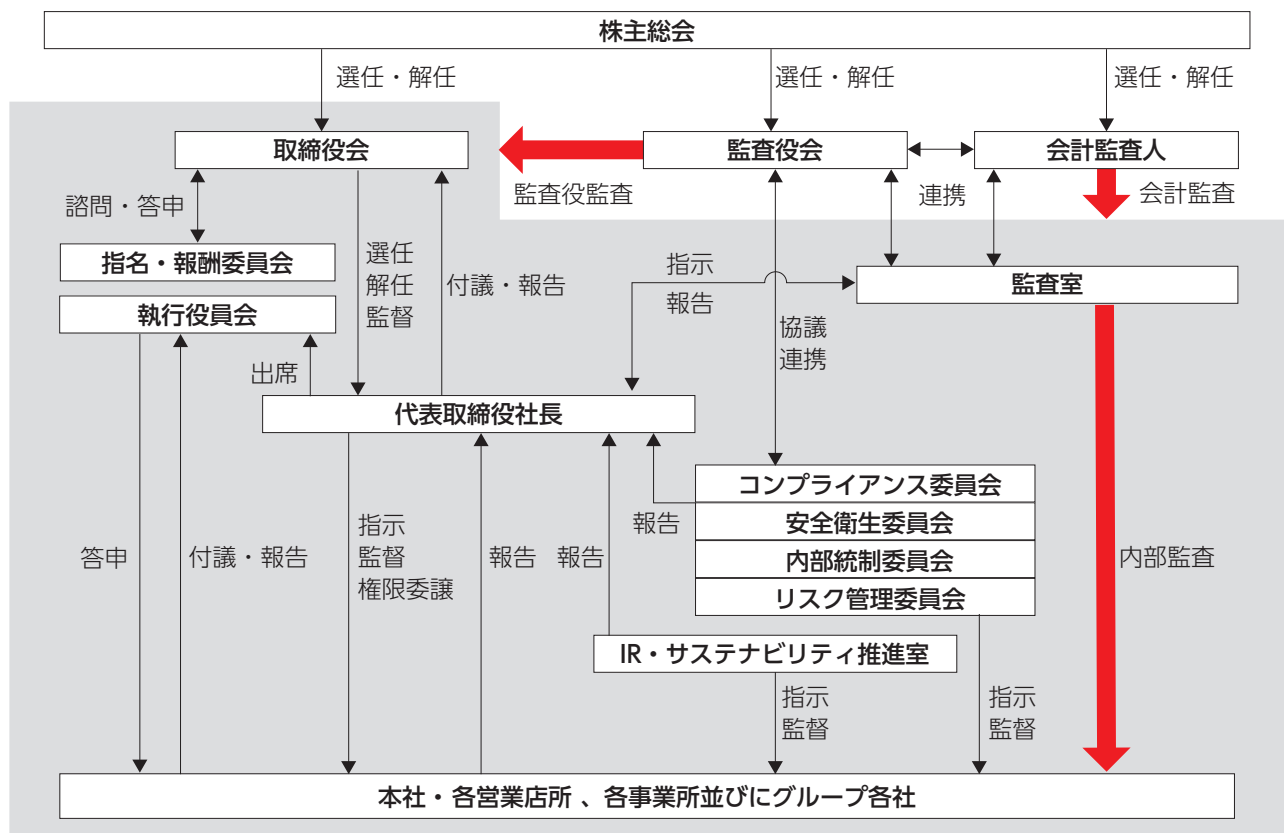 株主総会
選任・解任
選任・解任
選任・解任
取締役会
監査役会
会計監査人
監査役監査
連携
会計監査
諮問・答申
指名・報酬委員会
執行役員会
選任
解任
監督
付議・報告
指示
報告
監査室
協議
連携
出席
代表取締役社長
コンプライアンス委員会
安全衛生委員会
内部統制委員会
リスク管理委員会
報告
答申
付議・報告
指示
監督
権限委譲
報告
報告
内部監査
IR・サステナビリティ推進室
指示
監督
指示
監督
本社・各営業店所 、各事業所並びにグループ各社